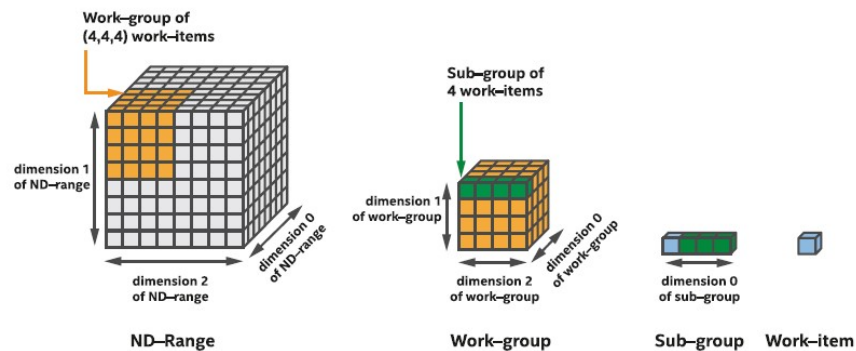 Work–group of
(4,4,4) work–items
dimension 1
of ND–range
dimension 0
of ND–range
dimension 2
of ND–range
ND–Range
Sub–group of
4 work–items
dimension 1
of work–group
dimension 0
of work–group
dimension 2
of work–group
Work–group
dimension 0
of sub–group
Sub–group
Work–item